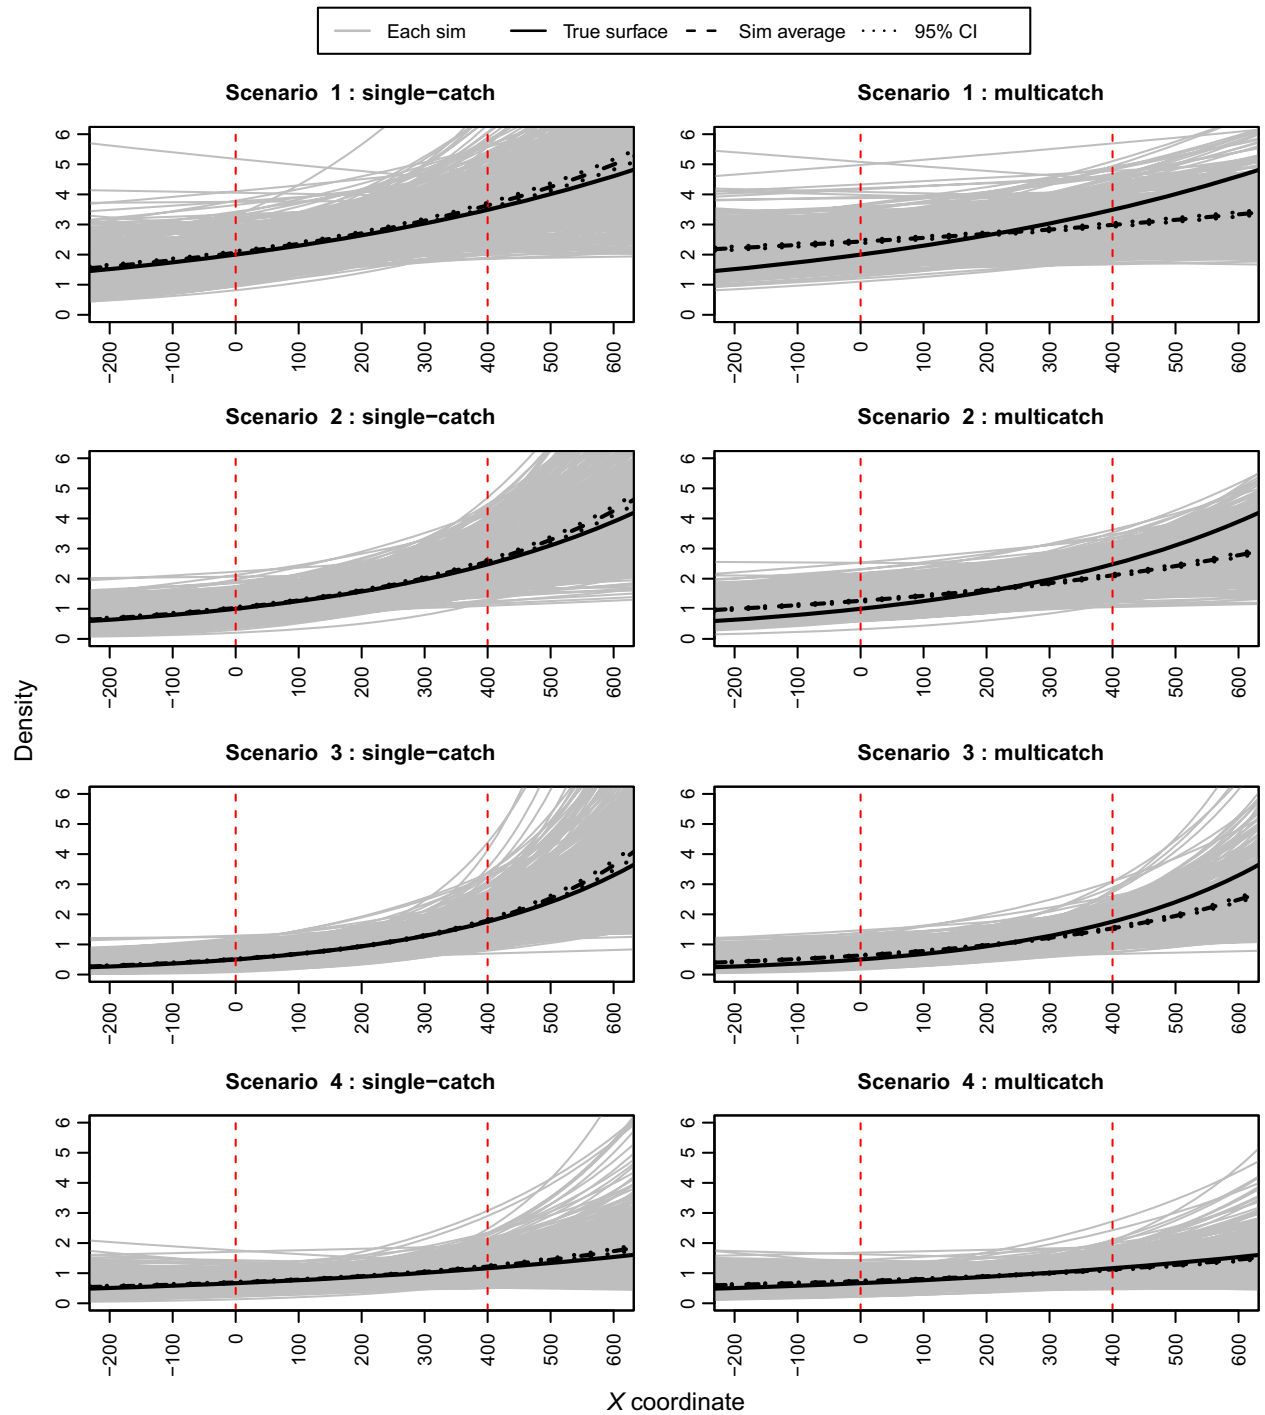 Each sim True surface Sim average 95% CI
Scenario 1 : single−catch Scenario 1 : multicatch
6 6
5 5
4 4
3 3
2 2
1 1
0 0
−200 −100 0 100 200 300 400 500 600 −200 −100 0 100 200 300 400 500 600
Scenario 2 : single−catch Scenario 2 : multicatch
6 6
5 5
4 4
3 3
2 2
1 1
0 0
−200 −100 0 100 200 300 400 500 600 −200 −100 0 100 200 300 400 500 600
Density
Scenario 3 : single−catch Scenario 3 : multicatch
6 6
5 5
4 4
3 3
2 2
1 1
0 0
−200 −100 0 100 200 300 400 500 600 −200 −100 0 100 200 300 400 500 600
Scenario 4 : single−catch Scenario 4 : multicatch
6 6
5 5
4 4
3 3
2 2
1 1
0 0
−200 −100 0 100 200 300 400 500 600 −200 −100 0 100 200 300 400 500 600
X coordinate